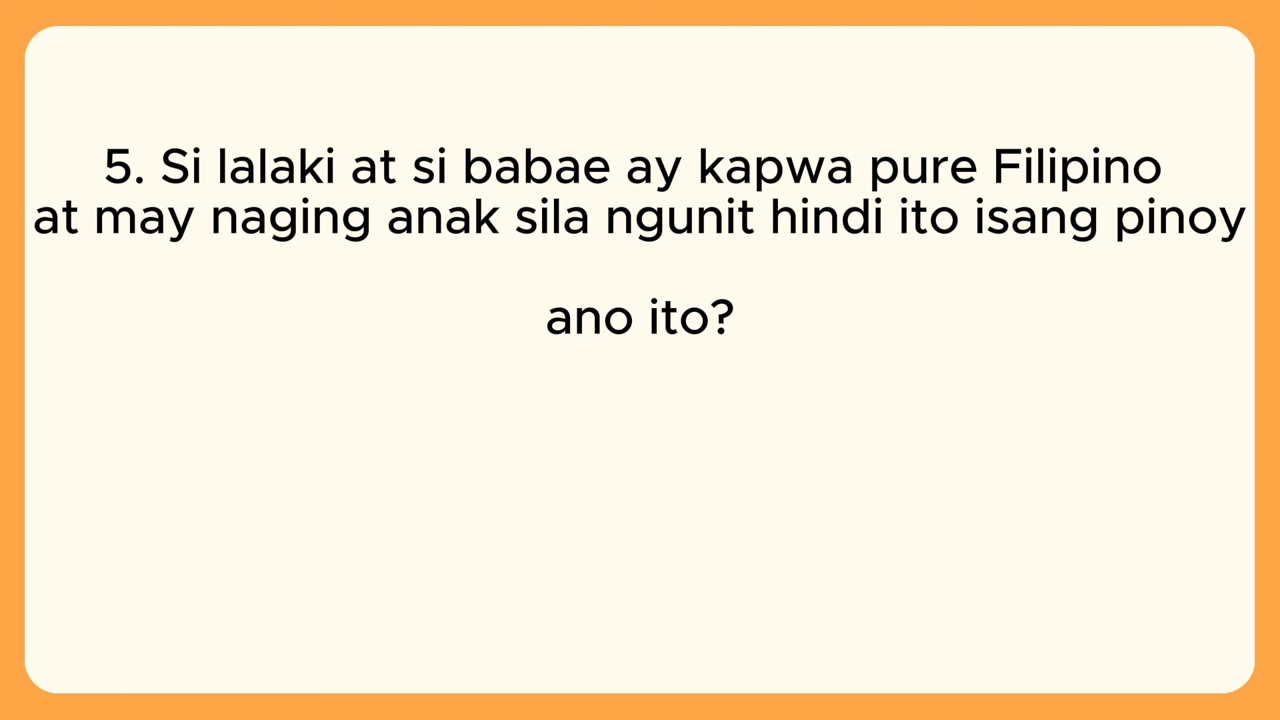 5. Si lalaki at si babae ay kapwa pure Filipino
at may naging anak sila ngunit hindi ito isang pinoy
ano ito?